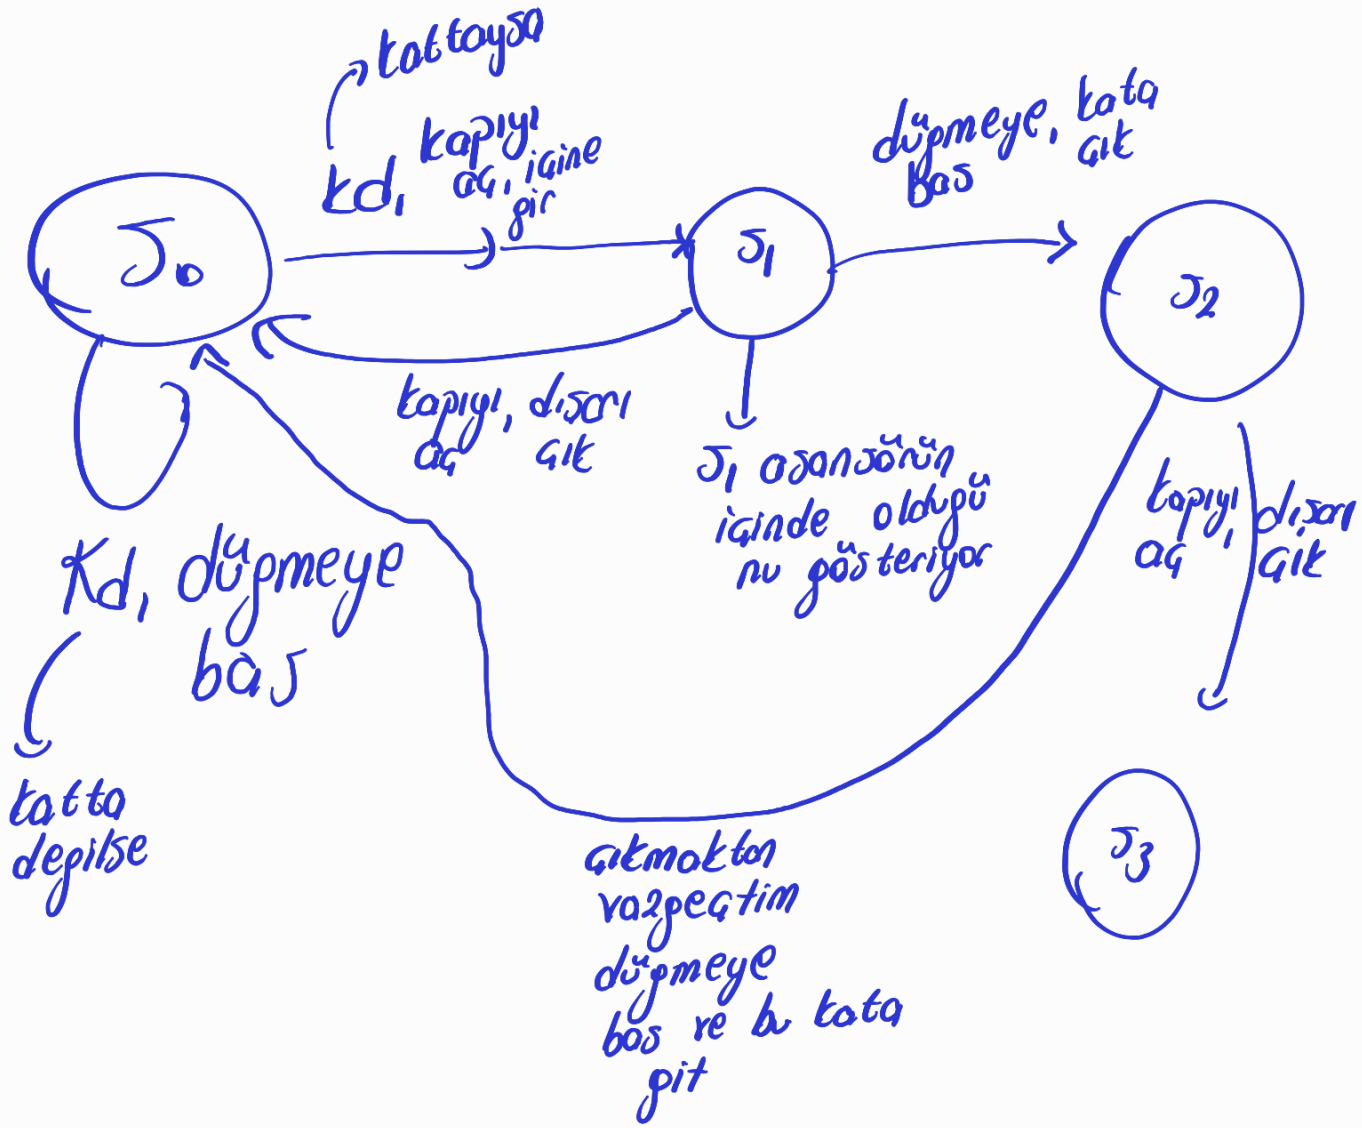 kattaysa
kd, kapıyı
aç, içine
gir
düğmeye, kata
bas çık
S0
S1
S2
kapıyı, dışarı
aç çık
S1 asansörün
içinde olduğu
nu gösteriyor
kapıyı, dışarı
aç çık
Kd, düğmeye
bas
katta
değilse
S3
çıkmaktan
vazgeçtim
düğmeye
bas ve bu kata
git